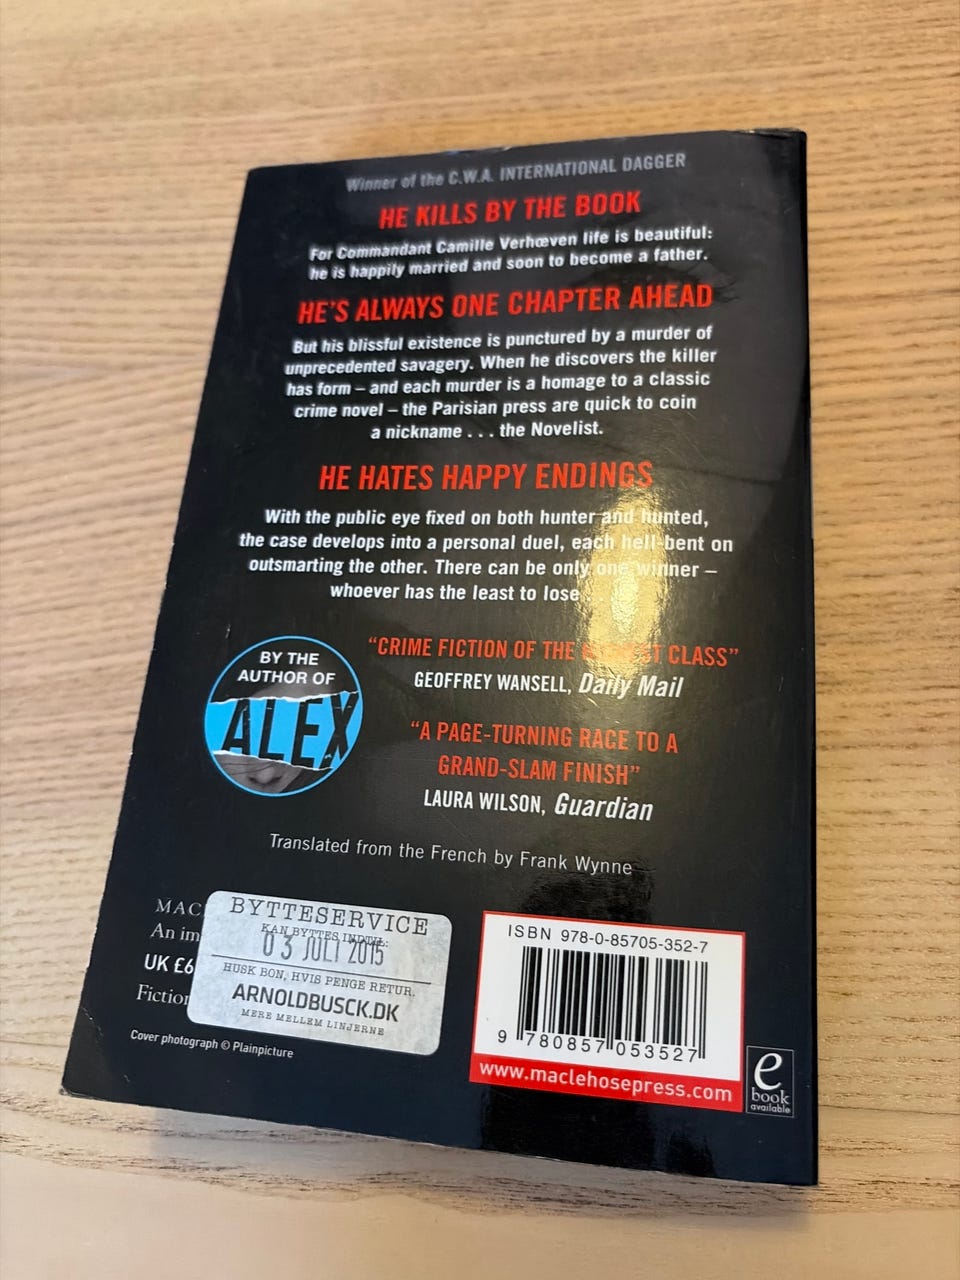 Winner of the C.W.A. INTERNATIONAL DAGGER
HE KILLS BY THE BOOK
For Commandant Camille Verhœven life is beautiful:
he is happily married and soon to become a father.
HE'S ALWAYS ONE CHAPTER AHEAD
But his blissful existence is punctured by a murder of
unprecedented savagery. When he discovers the killer
has form – and each murder is a homage to a classic
crime novel – the Parisian press are quick to coin
a nickname . . . the Novelist.
HE HATES HAPPY ENDINGS
With the public eye fixed on both hunter and hunted,
the case develops into a personal duel, each hell-bent on
outsmarting the other. There can be only one winner –
whoever has the least to lose
BY THE
AUTHOR OF
ALEX
"CRIME FICTION OF THE CLASS"
GEOFFREY WANSELL, Daily Mail
"A PAGE-TURNING RACE TO A
GRAND-SLAM FINISH"
LAURA WILSON, Guardian
Translated from the French by Frank Wynne
MAC
An im
UK £6
Fiction
Cover photograph © Plainpicture
BYTTESERVICE
KAN BYTTES INDTIL:
03 JULI 2015
HUSK BON, HVIS PENGE RETUR.
ARNOLDBUSCK.DK
MERE MELLEM LINJERNE
ISBN 978-0-85705-352-7
9 780857 053527
www.maclehosepress.com
e
book
available